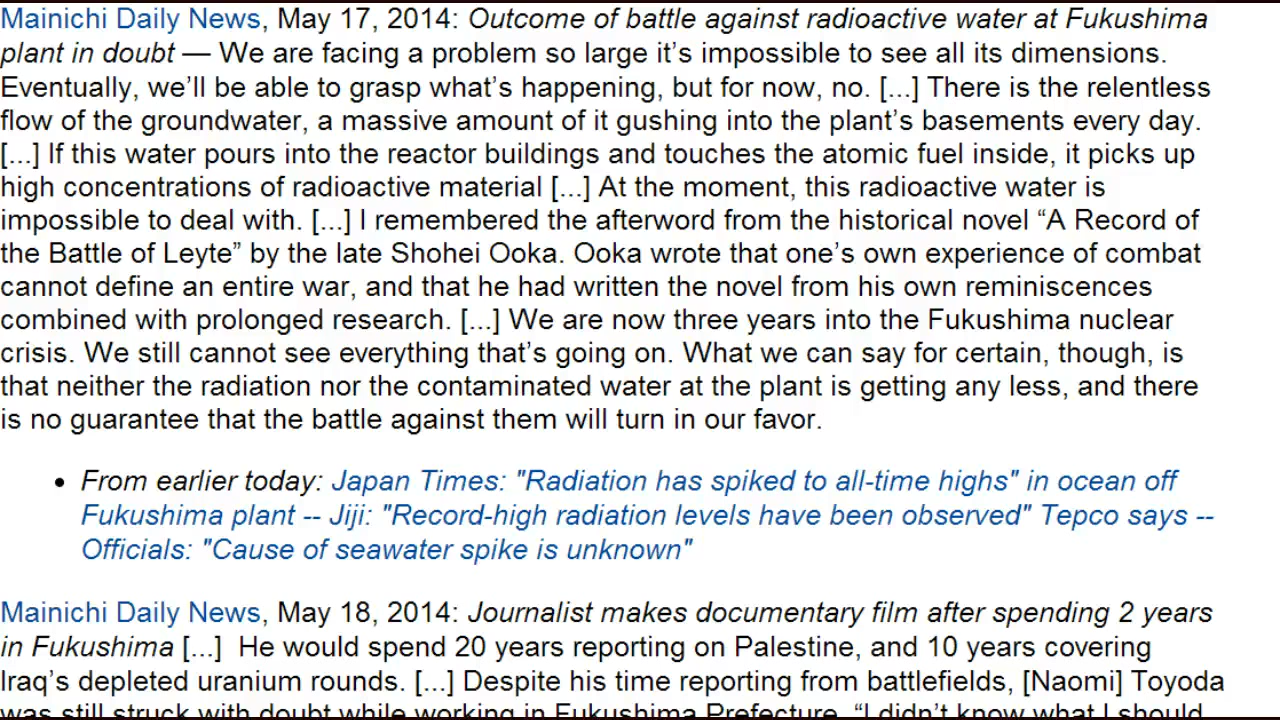 Mainichi Daily News, May 17, 2014: Outcome of battle against radioactive water at Fukushima
plant in doubt — We are facing a problem so large it’s impossible to see all its dimensions.
Eventually, we’ll be able to grasp what’s happening, but for now, no. [...] There is the relentless
flow of the groundwater, a massive amount of it gushing into the plant’s basements every day.
[...] If this water pours into the reactor buildings and touches the atomic fuel inside, it picks up
high concentrations of radioactive material [...] At the moment, this radioactive water is
impossible to deal with. [...] I remembered the afterword from the historical novel “A Record of
the Battle of Leyte” by the late Shohei Ooka. Ooka wrote that one’s own experience of combat
cannot define an entire war, and that he had written the novel from his own reminiscences
combined with prolonged research. [...] We are now three years into the Fukushima nuclear
crisis. We still cannot see everything that’s going on. What we can say for certain, though, is
that neither the radiation nor the contaminated water at the plant is getting any less, and there
is no guarantee that the battle against them will turn in our favor.
• From earlier today: Japan Times: "Radiation has spiked to all-time highs" in ocean off
Fukushima plant -- Jiji: "Record-high radiation levels have been observed" Tepco says --
Officials: "Cause of seawater spike is unknown"
Mainichi Daily News, May 18, 2014: Journalist makes documentary film after spending 2 years
in Fukushima [...] He would spend 20 years reporting on Palestine, and 10 years covering
Iraq’s depleted uranium rounds. [...] Despite his time reporting from battlefields, [Naomi] Toyoda
was still struck with doubt while working in Fukushima Prefecture. “I didn’t know what I should